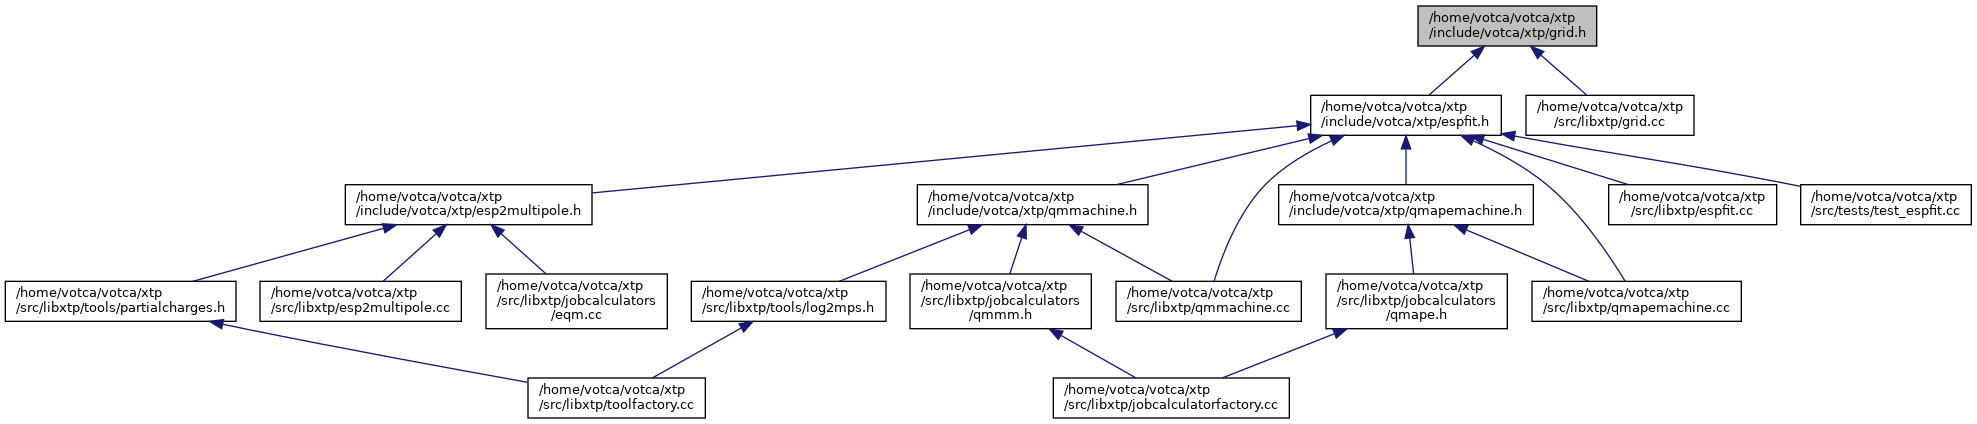 /home/votca/votca/xtp
/include/votca/xtp/grid.h
/home/votca/votca/xtp
/include/votca/xtp/espfit.h
/home/votca/votca/xtp
/src/libxtp/grid.cc
/home/votca/votca/xtp
/include/votca/xtp/esp2multipole.h
/home/votca/votca/xtp
/include/votca/xtp/qmmachine.h
/home/votca/votca/xtp
/include/votca/xtp/qmapemachine.h
/home/votca/votca/xtp
/src/libxtp/espfit.cc
/home/votca/votca/xtp
/src/tests/test_espfit.cc
/home/votca/votca/xtp
/src/libxtp/tools/partialcharges.h
/home/votca/votca/xtp
/src/libxtp/esp2multipole.cc
/home/votca/votca/xtp
/src/libxtp/jobcalculators
/eqm.cc
/home/votca/votca/xtp
/src/libxtp/tools/log2mps.h
/home/votca/votca/xtp
/src/libxtp/jobcalculators
/qmmm.h
/home/votca/votca/xtp
/src/libxtp/qmmachine.cc
/home/votca/votca/xtp
/src/libxtp/jobcalculators
/qmape.h
/home/votca/votca/xtp
/src/libxtp/qmapemachine.cc
/home/votca/votca/xtp
/src/libxtp/toolfactory.cc
/home/votca/votca/xtp
/src/libxtp/jobcalculatorfactory.cc